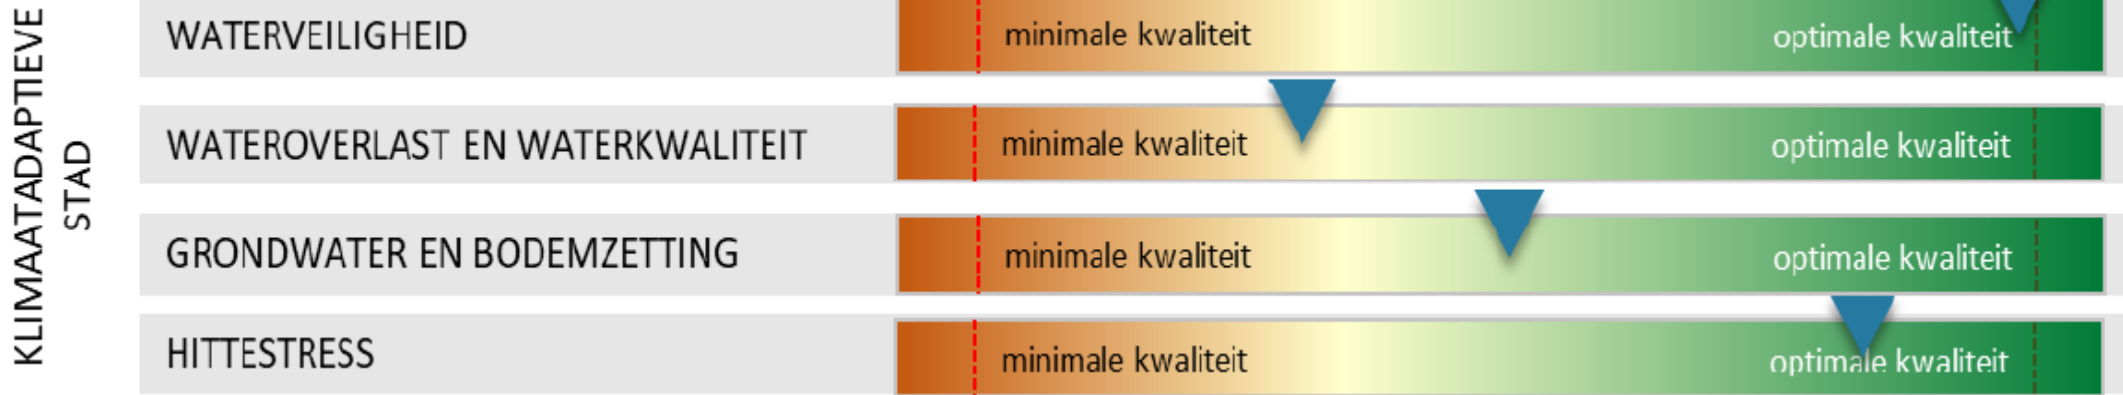 KLIMAATADAPTIEVE
STAD
WATERVEILIGHEID minimale kwaliteit optimale kwaliteit
WATEROVERLAST EN WATERKWALITEIT minimale kwaliteit optimale kwaliteit
GRONDWATER EN BODEMZETTING minimale kwaliteit optimale kwaliteit
HITTESTRESS minimale kwaliteit optimale kwaliteit